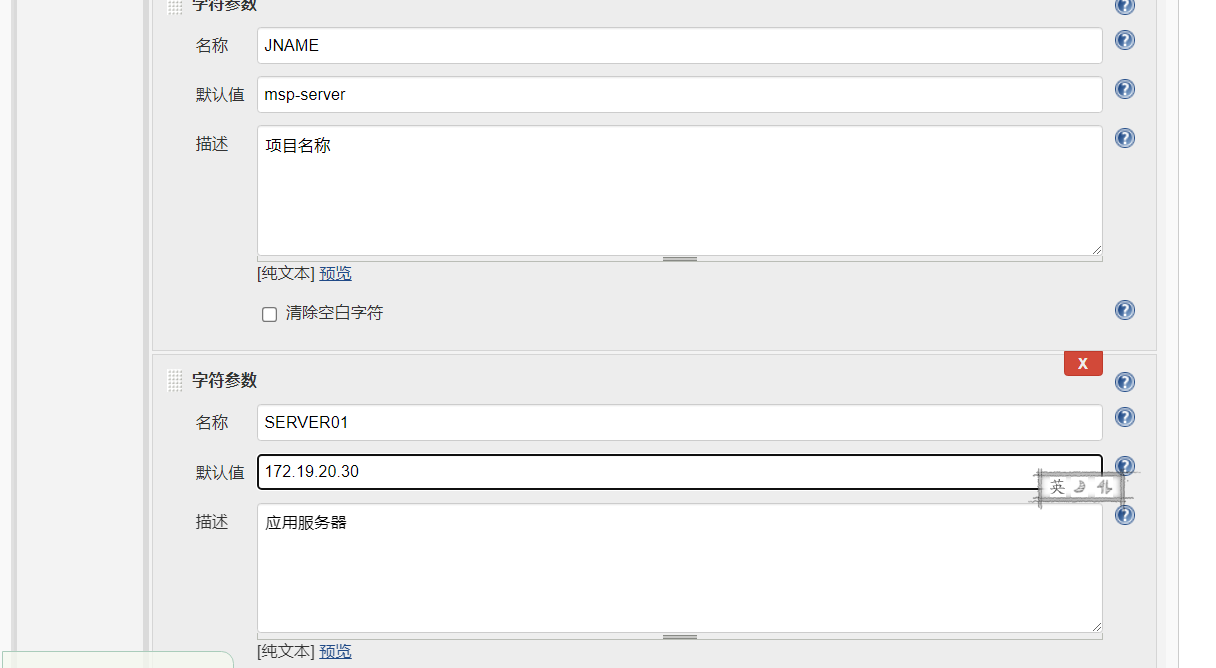 字符参数
名称 JNAME
默认值 msp-server
描述 项目名称
[纯文本] 预览
清除空白字符
X
字符参数
名称 SERVER01
默认值 172.19.20.30
英
描述 应用服务器
[纯文本] 预览